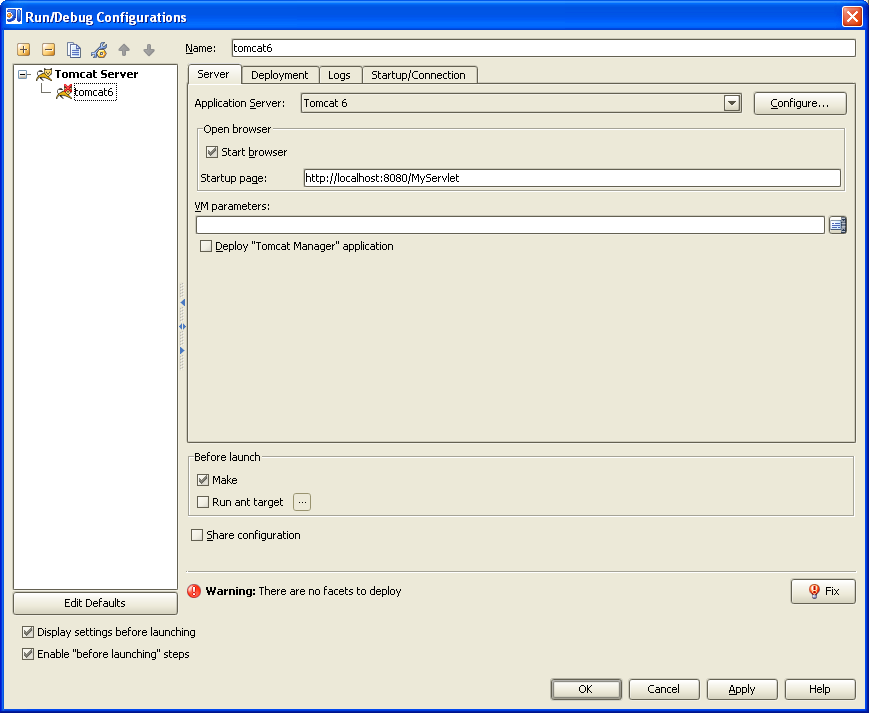 Run/Debug Configurations
Name: tomcat6
Tomcat Server
tomcat6
Server Deployment Logs Startup/Connection
Application Server: Tomcat 6 Configure...
Open browser
Start browser
Startup page: http://localhost:8080/MyServlet
VM parameters:
Deploy "Tomcat Manager" application
Before launch
Make
Run ant target ...
Share configuration
Warning: There are no facets to deploy Fix
Edit Defaults
Display settings before launching
Enable "before launching" steps
OK Cancel Apply Help